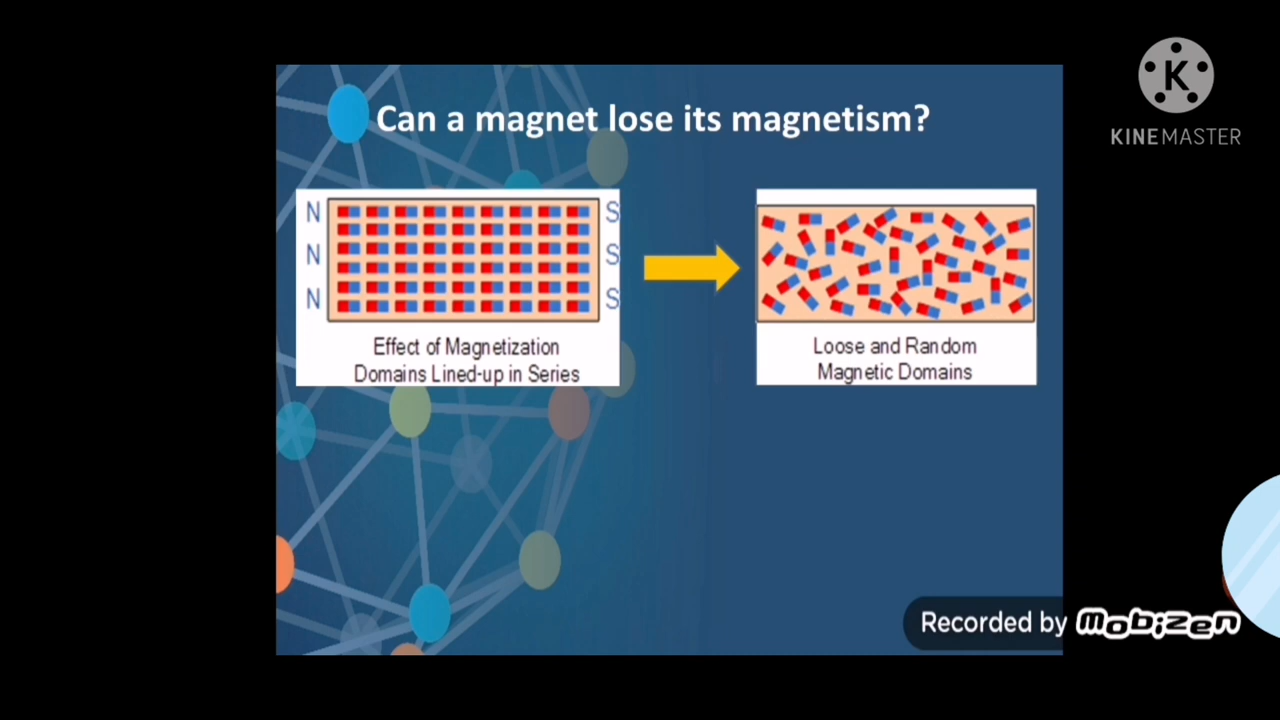 Can a magnet lose its magnetism?
KINEMASTER
N
S
N
S
N
S
Effect of Magnetization
Domains Lined-up in Series
Loose and Random
Magnetic Domains
Recorded by mobizen